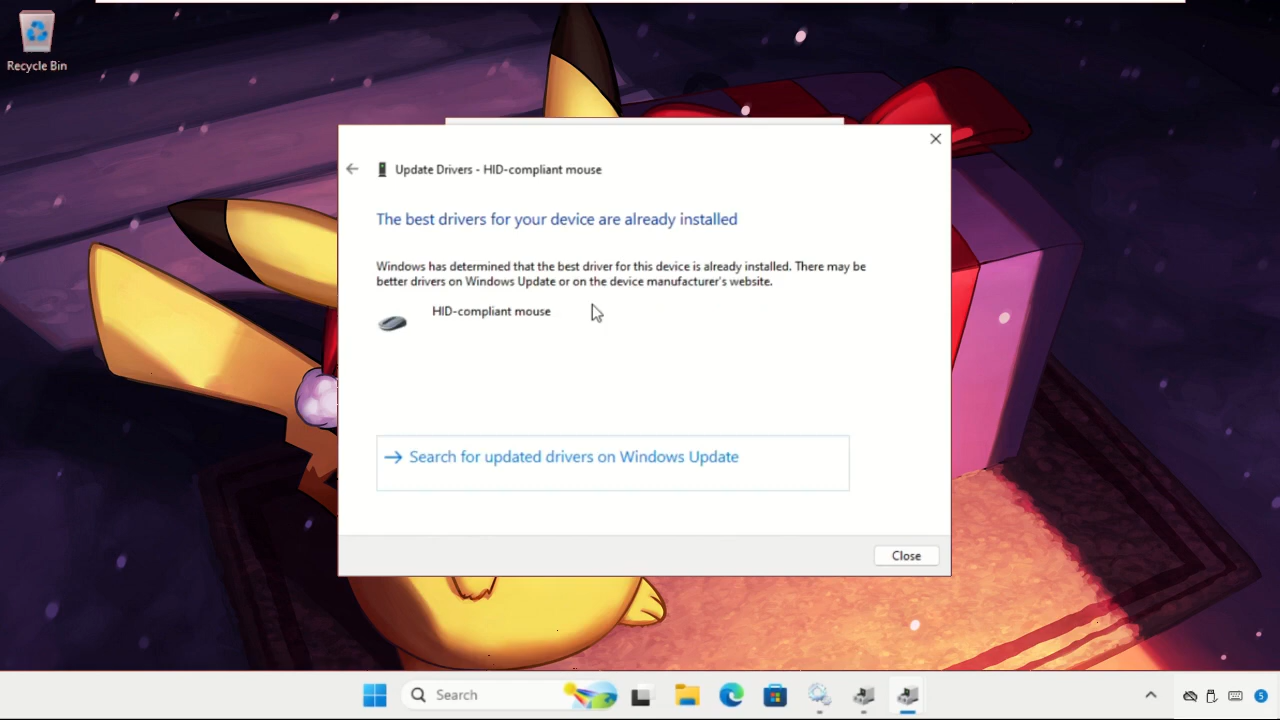 Recycle Bin
Update Drivers - HID-compliant mouse
The best drivers for your device are already installed
Windows has determined that the best driver for this device is already installed. There may be
better drivers on Windows Update or on the device manufacturer's website.
HID-compliant mouse
Search for updated drivers on Windows Update
Close
Search
5